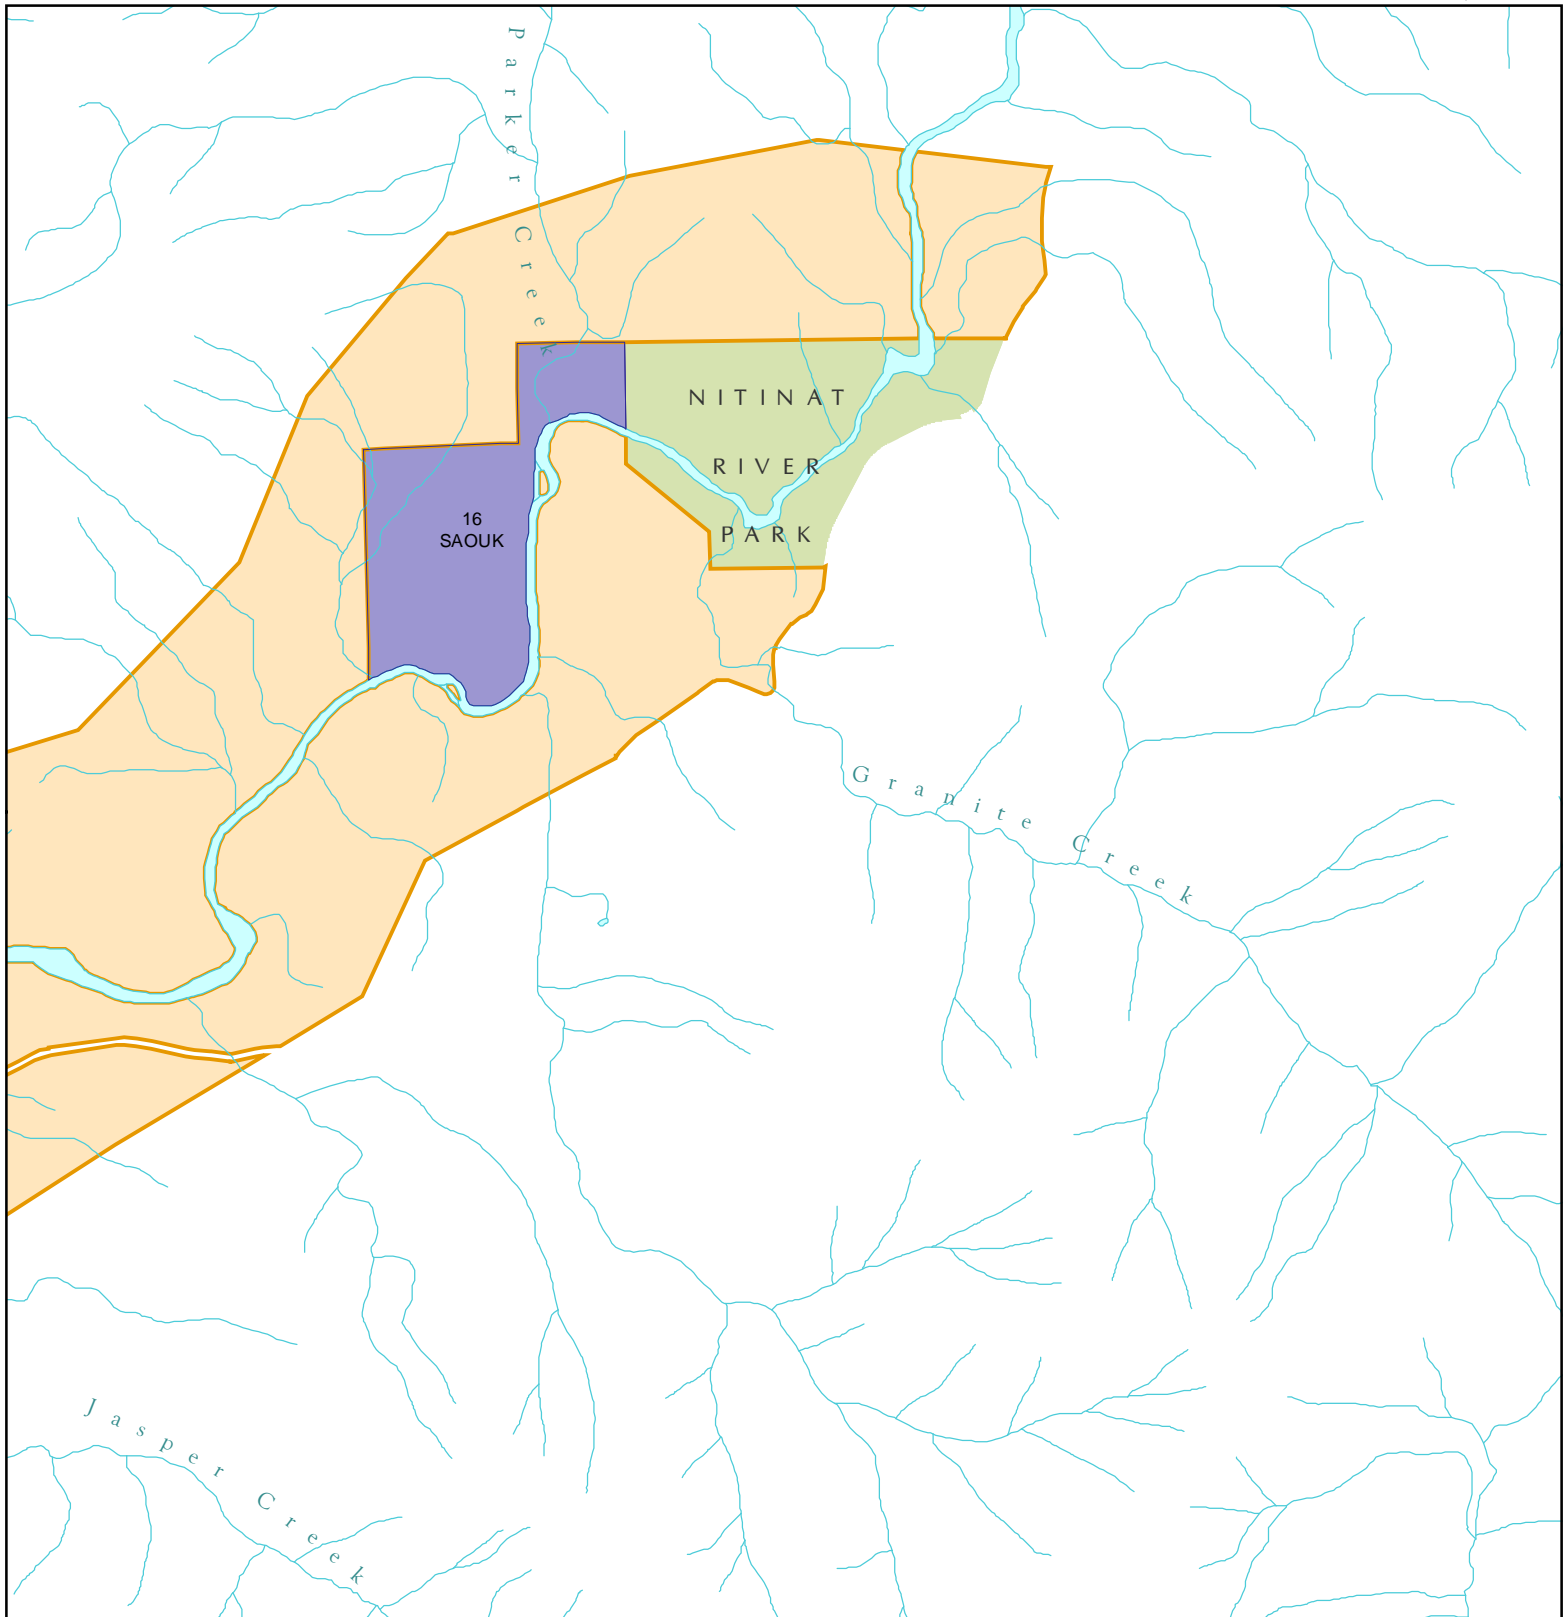 Parker Creek
NITINAT
RIVER
PARK
16
SAOUK
Granite Creek
Jasper Creek